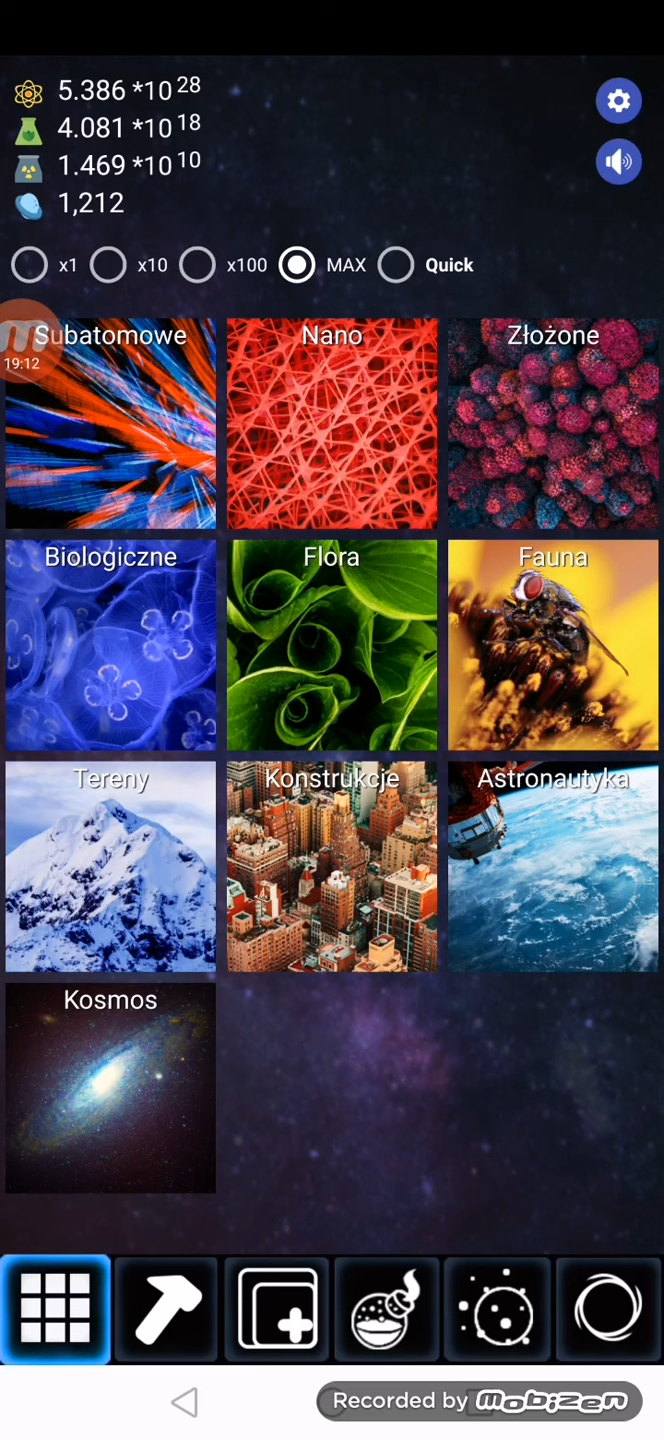 5.386 *10 28
4.081 *10 18
1.469 *10 10
1,212
x1 x10 x100 MAX Quick
Subatomowe Nano Złożone
19:12
Biologiczne Flora Fauna
Tereny Konstrukcje Astronautyka
Kosmos
Recorded by mobizen